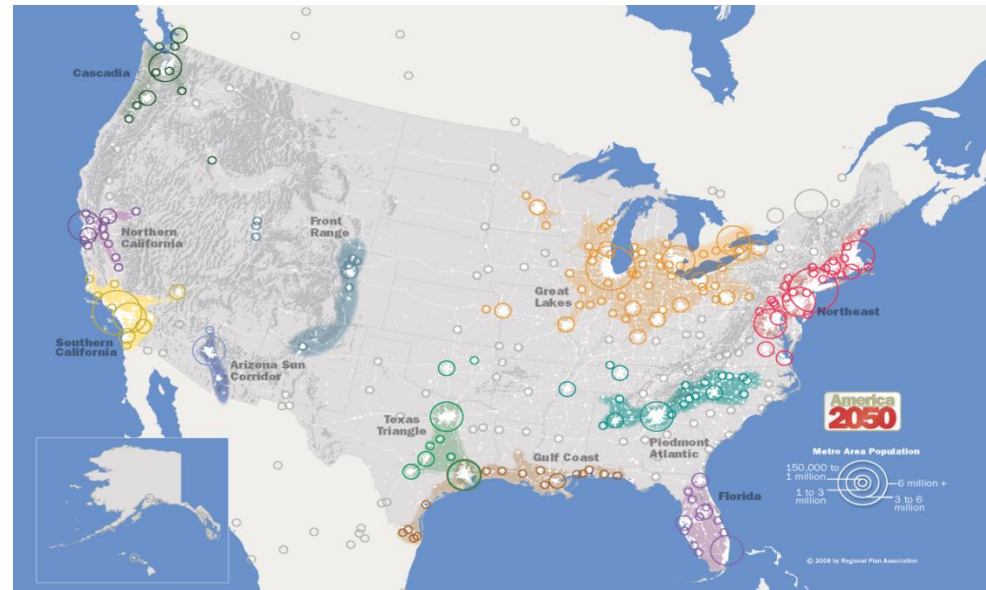 Cascadia
Northern
California
Front
Range
Great
Lakes
Northeast
Southern
California
Arizona Sun
Corridor
Texas
Triangle
Gulf Coast
Piedmont
Atlantic
Florida
America
2050
Metro Area Population
150,000 to
1 million
1 to 3
million
6 million +
3 to 6
million
© 2008 by Regional Plan Association